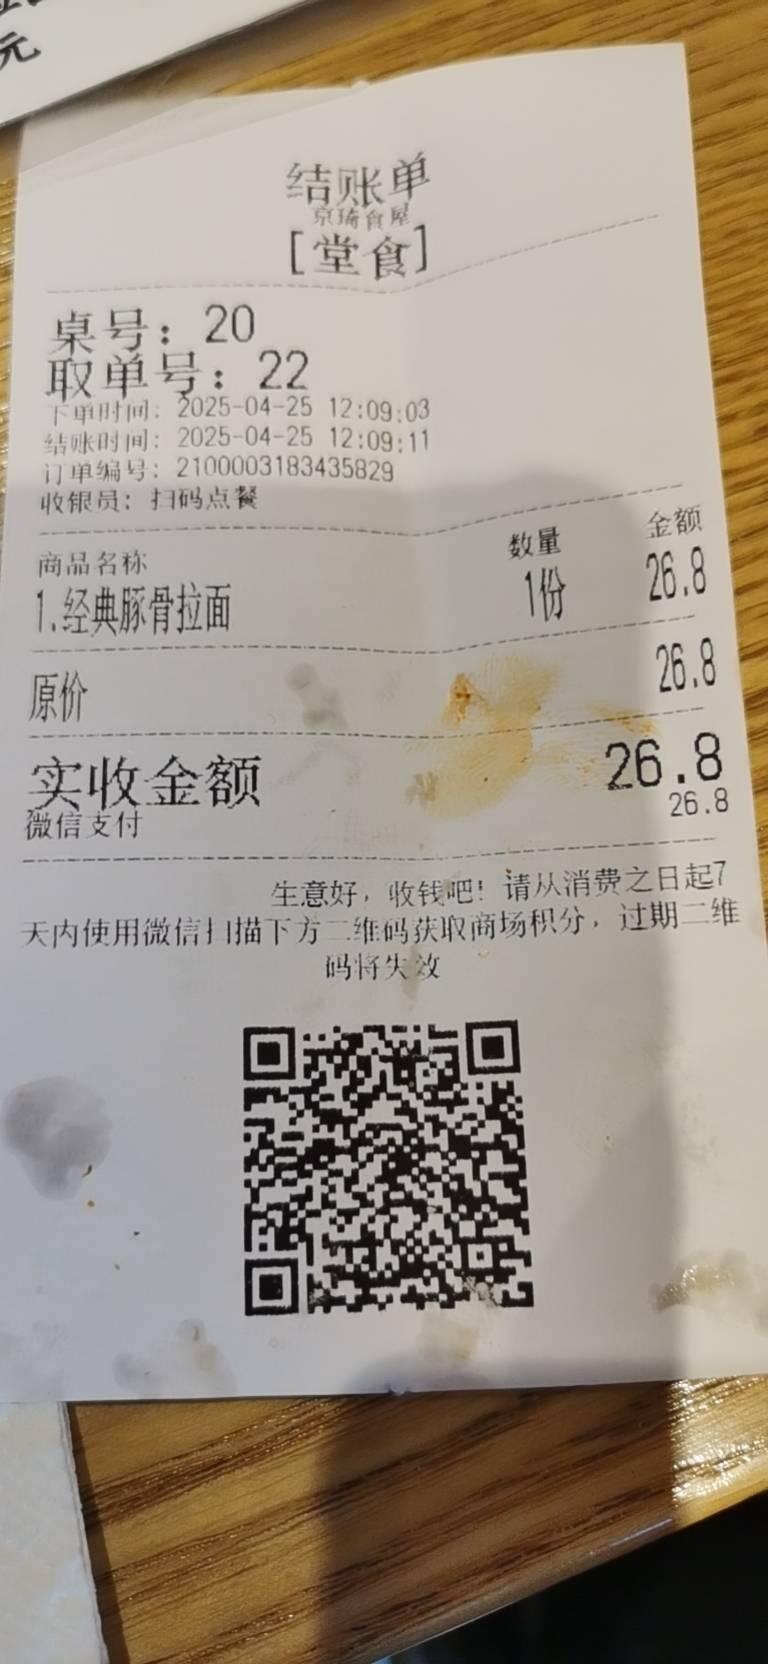 元
结账单
京琦食屋
[堂食]
桌号：20
取单号：22
下单时间：2025-04-25 12:09:03
结账时间：2025-04-25 12:09:11
订单编号：2100003183435829
收银员：扫码点餐
商品名称 数量 金额
1.经典豚骨拉面 1份 26.8
原价 26.8
实收金额 26.8
微信支付 26.8
生意好，收钱吧！请从消费之日起7
天内使用微信扫描下方二维码获取商场积分，过期二维
码将失效